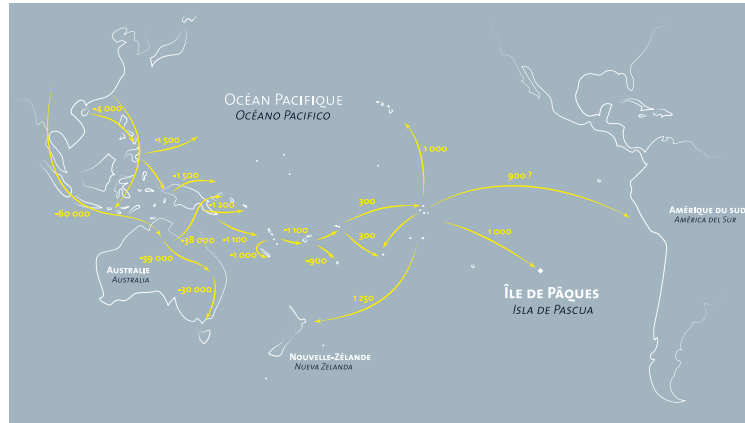 -4 000
Océan Pacifique
Océano Pacifico
-1 500
1 000
900 ?
-1 500
-60 000
-1 200
300
Amérique du sud
América del Sur
-38 000
-1 100
-1 100
300
1 000
-39 000
-1 000
-900
Australie
Australia
-30 000
Île de Pâques
Isla de Pascua
1 250
Nouvelle-Zélande
Nueva Zelanda